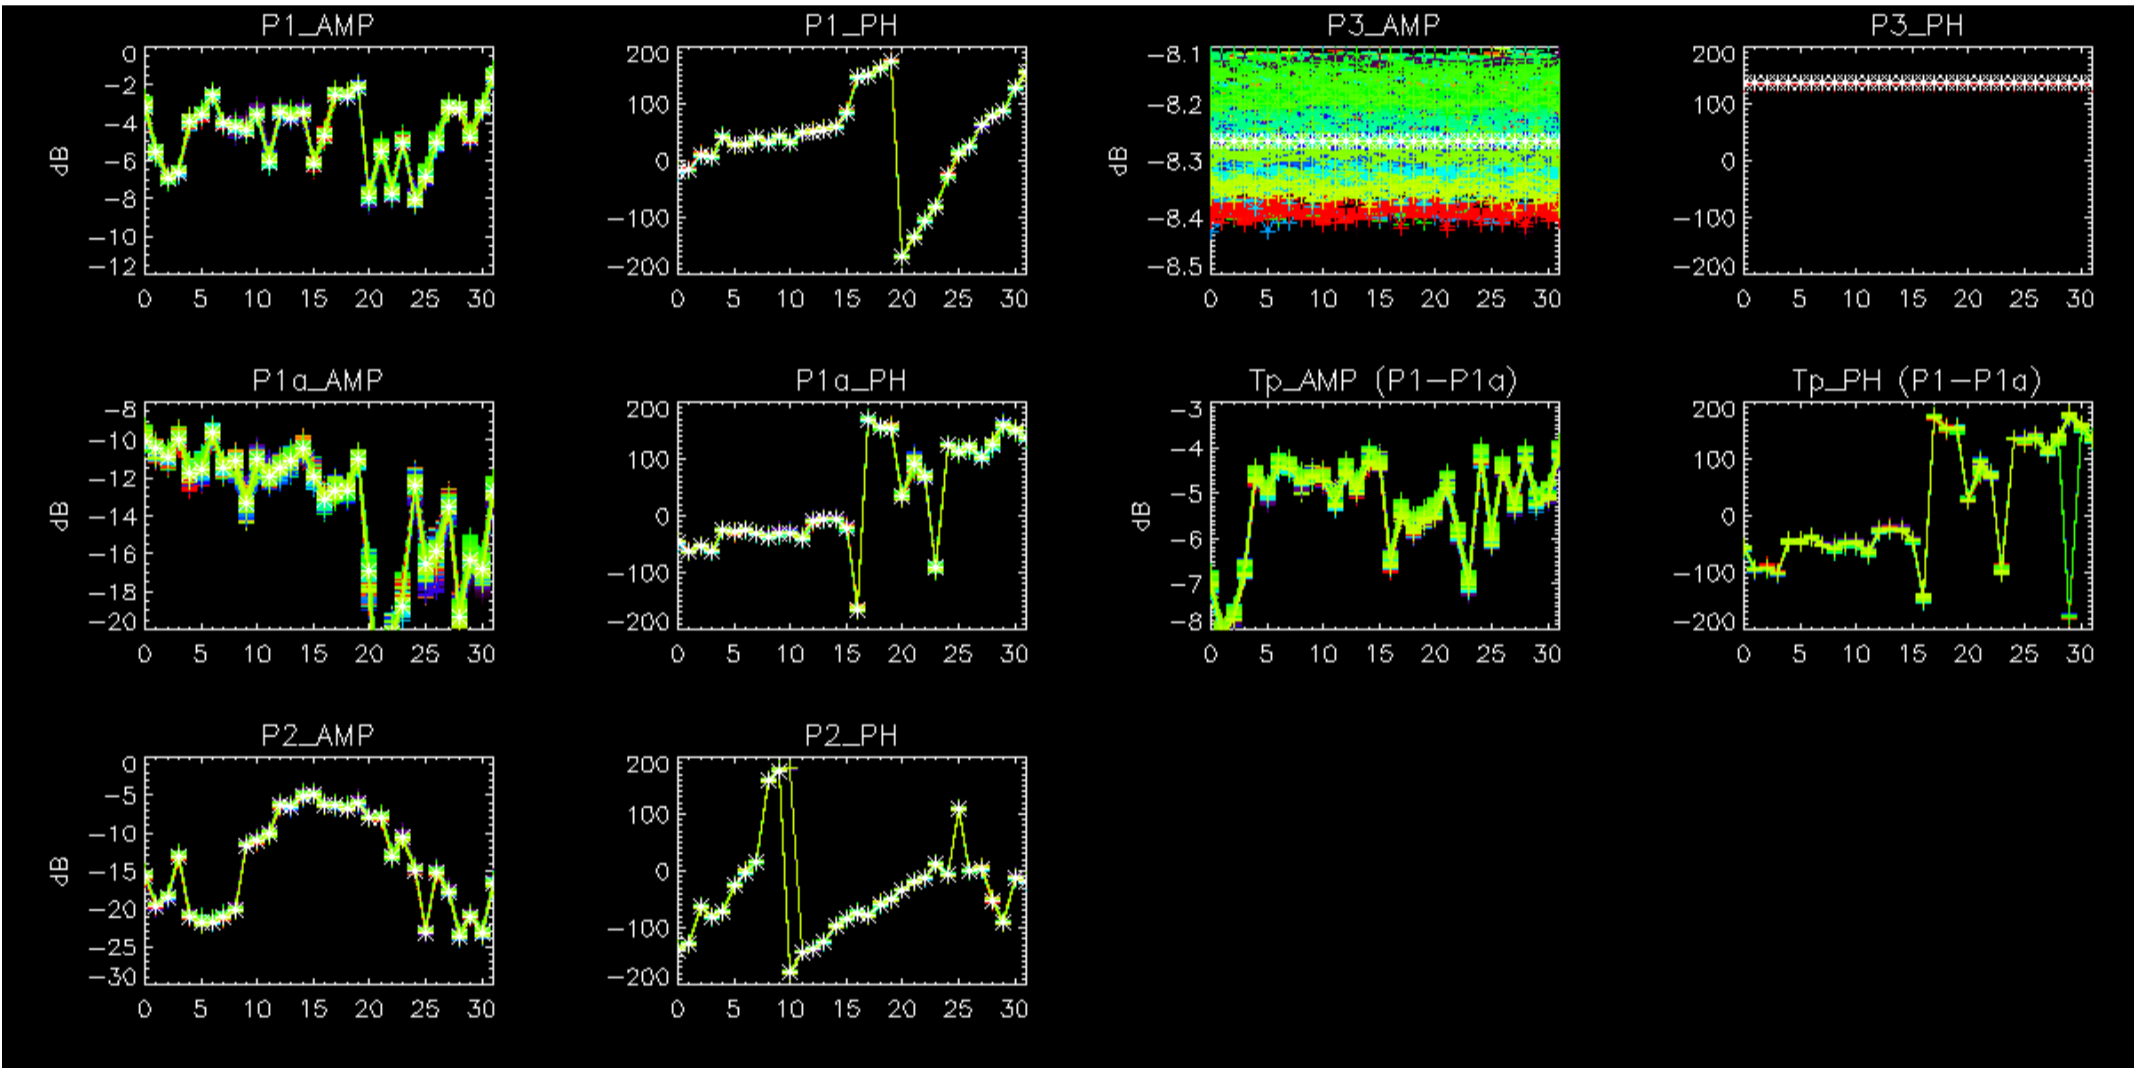 P1_AMP P1_PH P3_AMP P3_PH
0 200 -8.1 200
-2
100 -8.2 100
-4
dB -6 0 dB -8.3 0
-8
-100 -8.4 -100
-10
-12 -200 -8.5 -200
0 5 10 15 20 25 30 0 5 10 15 20 25 30 0 5 10 15 20 25 30 0 5 10 15 20 25 30
P1a_AMP P1a_PH Tp_AMP (P1-P1a) Tp_PH (P1-P1a)
-8 200 -3 200
-10
-4
100 100
-12
-5
dB -14 0 dB 0
-16
-6
-100 -100
-18
-7
-20 -200 -8 -200
0 5 10 15 20 25 30 0 5 10 15 20 25 30 0 5 10 15 20 25 30 0 5 10 15 20 25 30
P2_AMP P2_PH
0 200
-5
100
-10
dB -15 0
-20
-100
-25
-30 -200
0 5 10 15 20 25 30 0 5 10 15 20 25 30